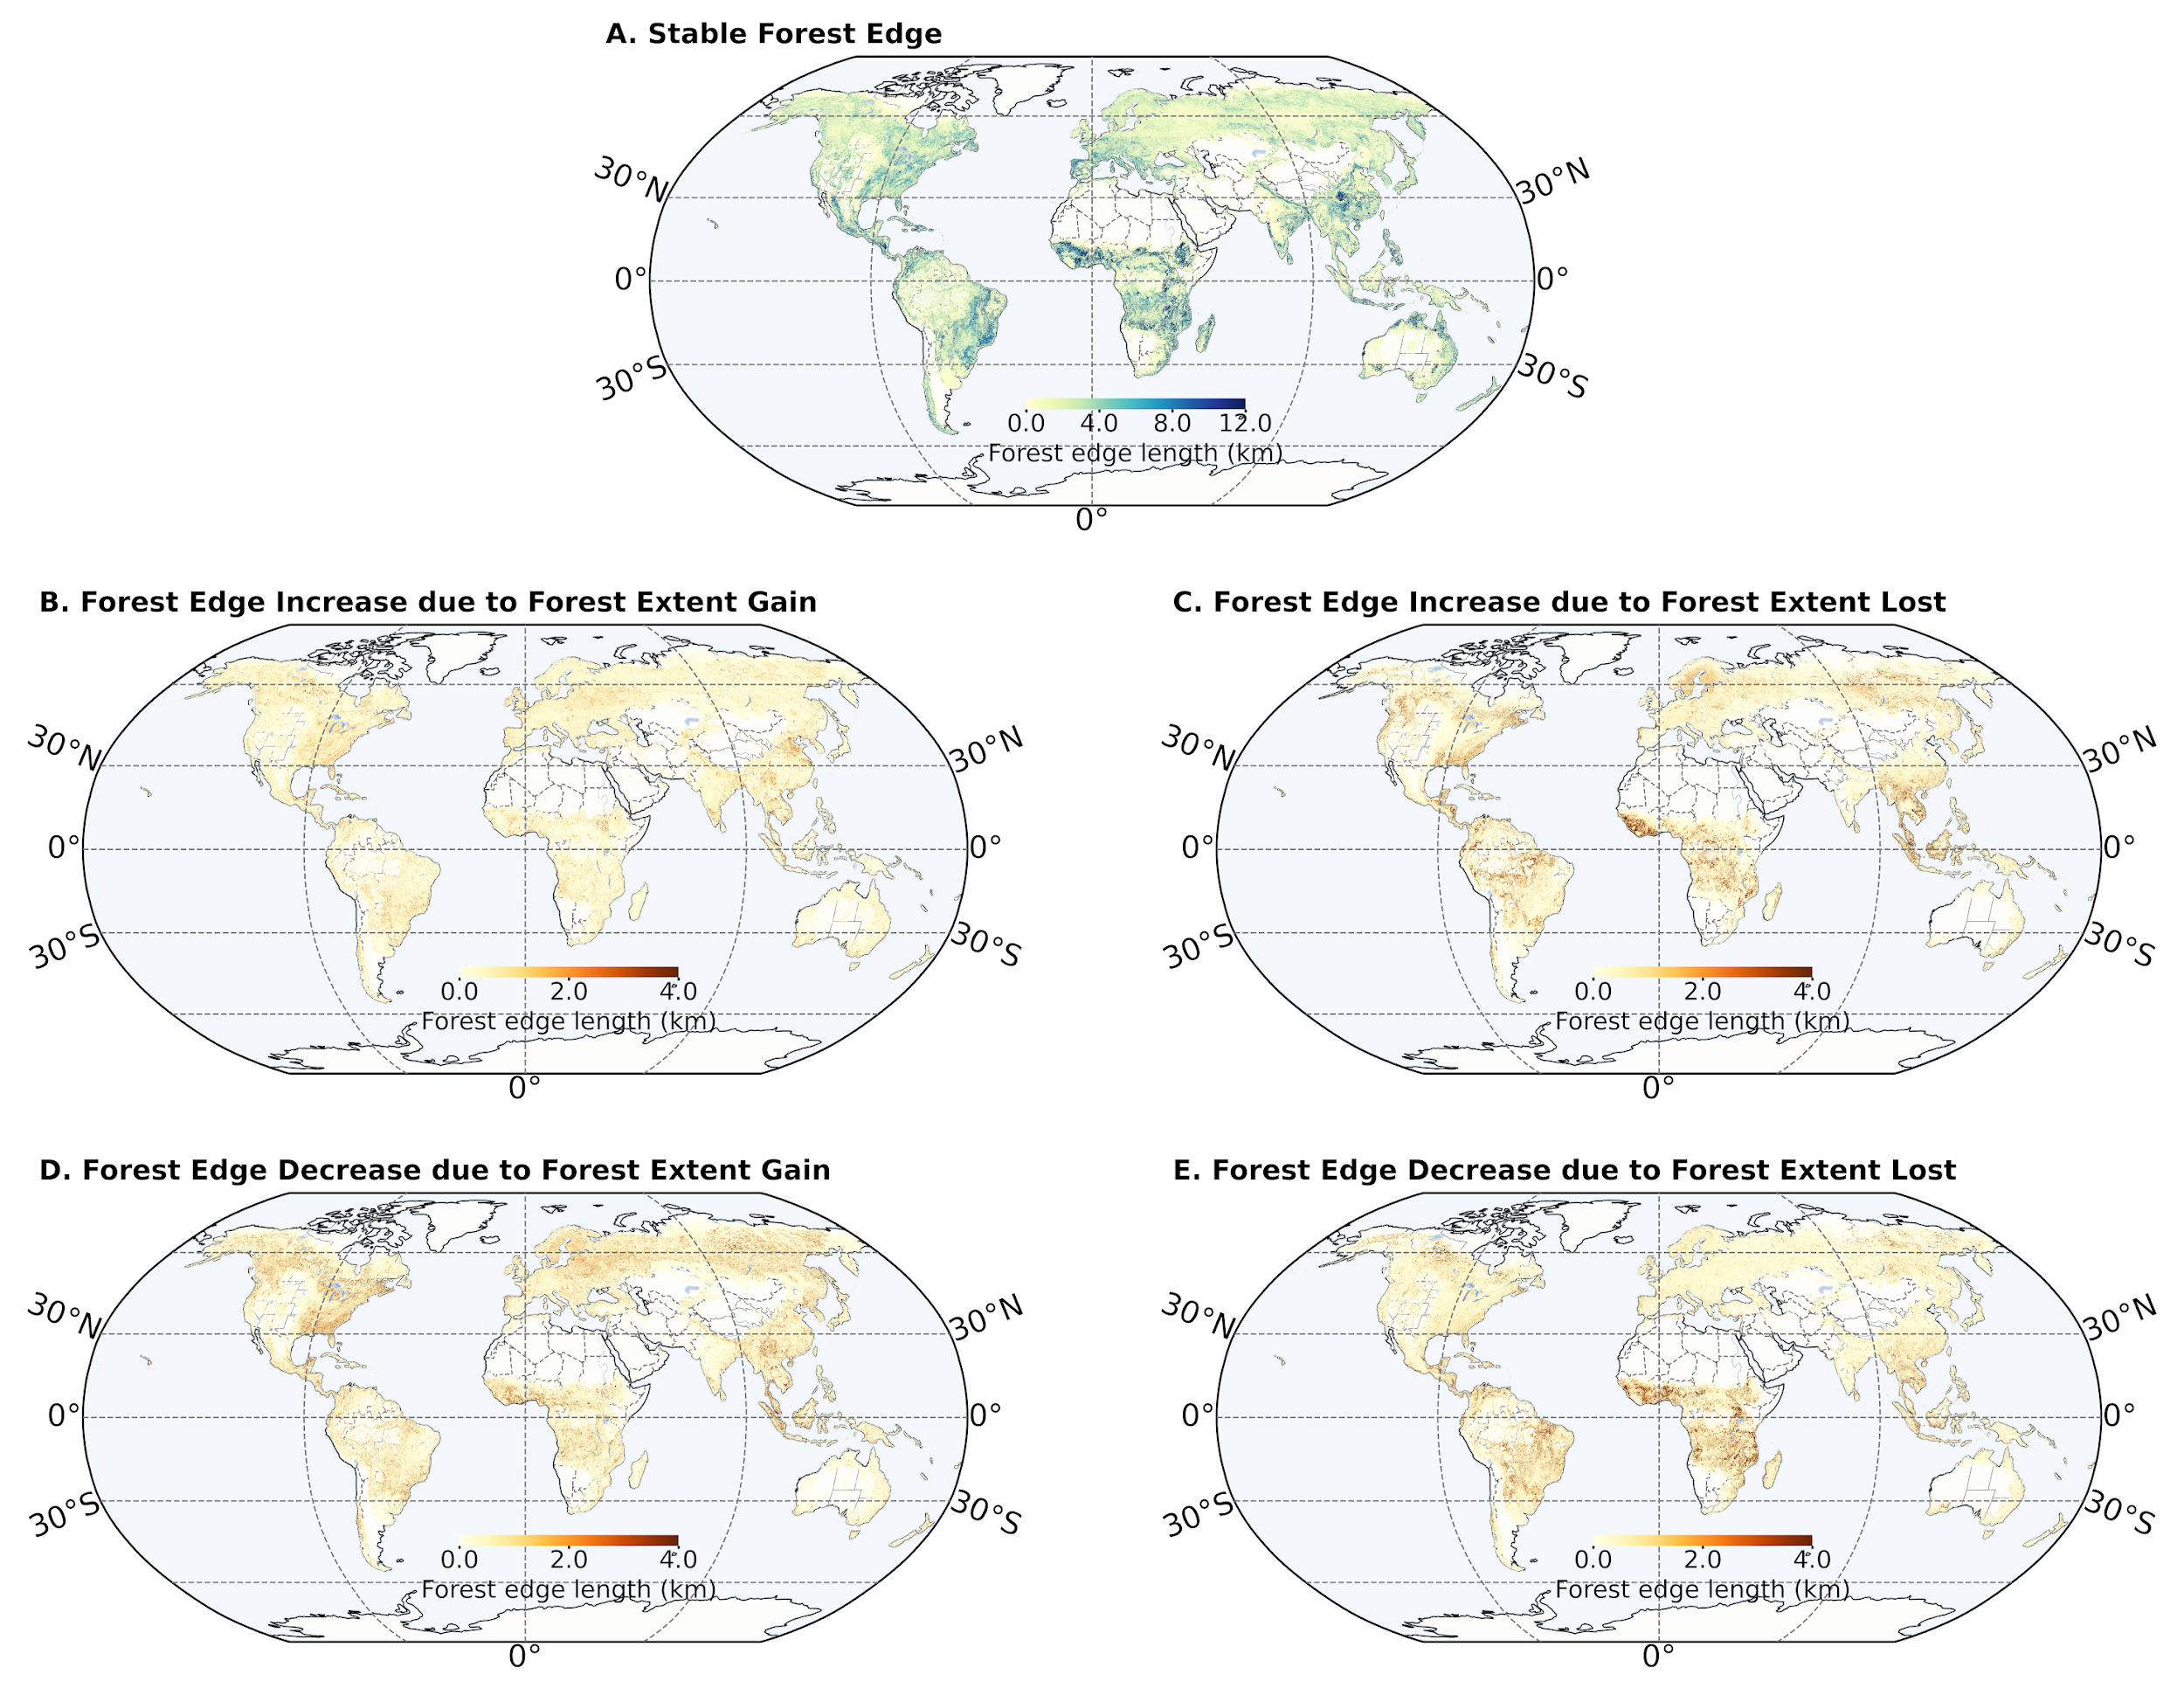 A. Stable Forest Edge
30°N
30°N
0°
0°
30°S
30°S
0.0 4.0 8.0 12.0
Forest edge length (km)
0°
B. Forest Edge Increase due to Forest Extent Gain
30°N
30°N
0°
0°
30°S
30°S
0.0 2.0 4.0
Forest edge length (km)
0°
C. Forest Edge Increase due to Forest Extent Lost
30°N
30°N
0°
0°
30°S
30°S
0.0 2.0 4.0
Forest edge length (km)
0°
D. Forest Edge Decrease due to Forest Extent Gain
30°N
30°N
0°
0°
30°S
30°S
0.0 2.0 4.0
Forest edge length (km)
0°
E. Forest Edge Decrease due to Forest Extent Lost
30°N
30°N
0°
0°
30°S
30°S
0.0 2.0 4.0
Forest edge length (km)
0°